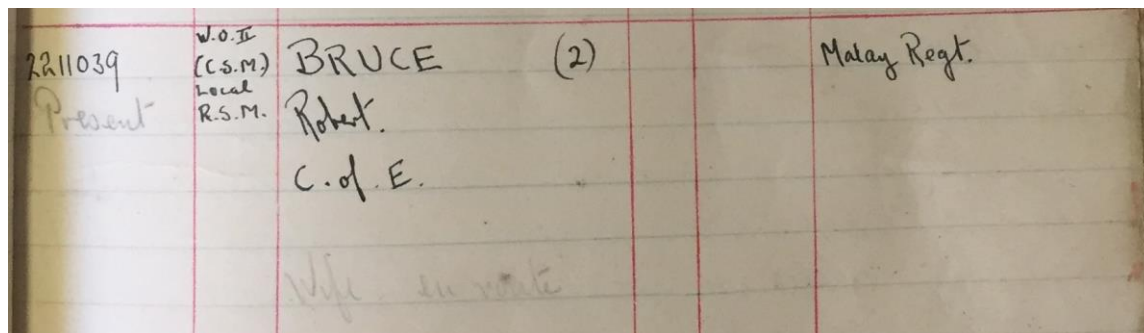 2211039
W.O.II
(C.S.M.)
Local
R.S.M.
BRUCE (2)
Malay Regt.
Present
Robert.
C. of. E.
Wife en route